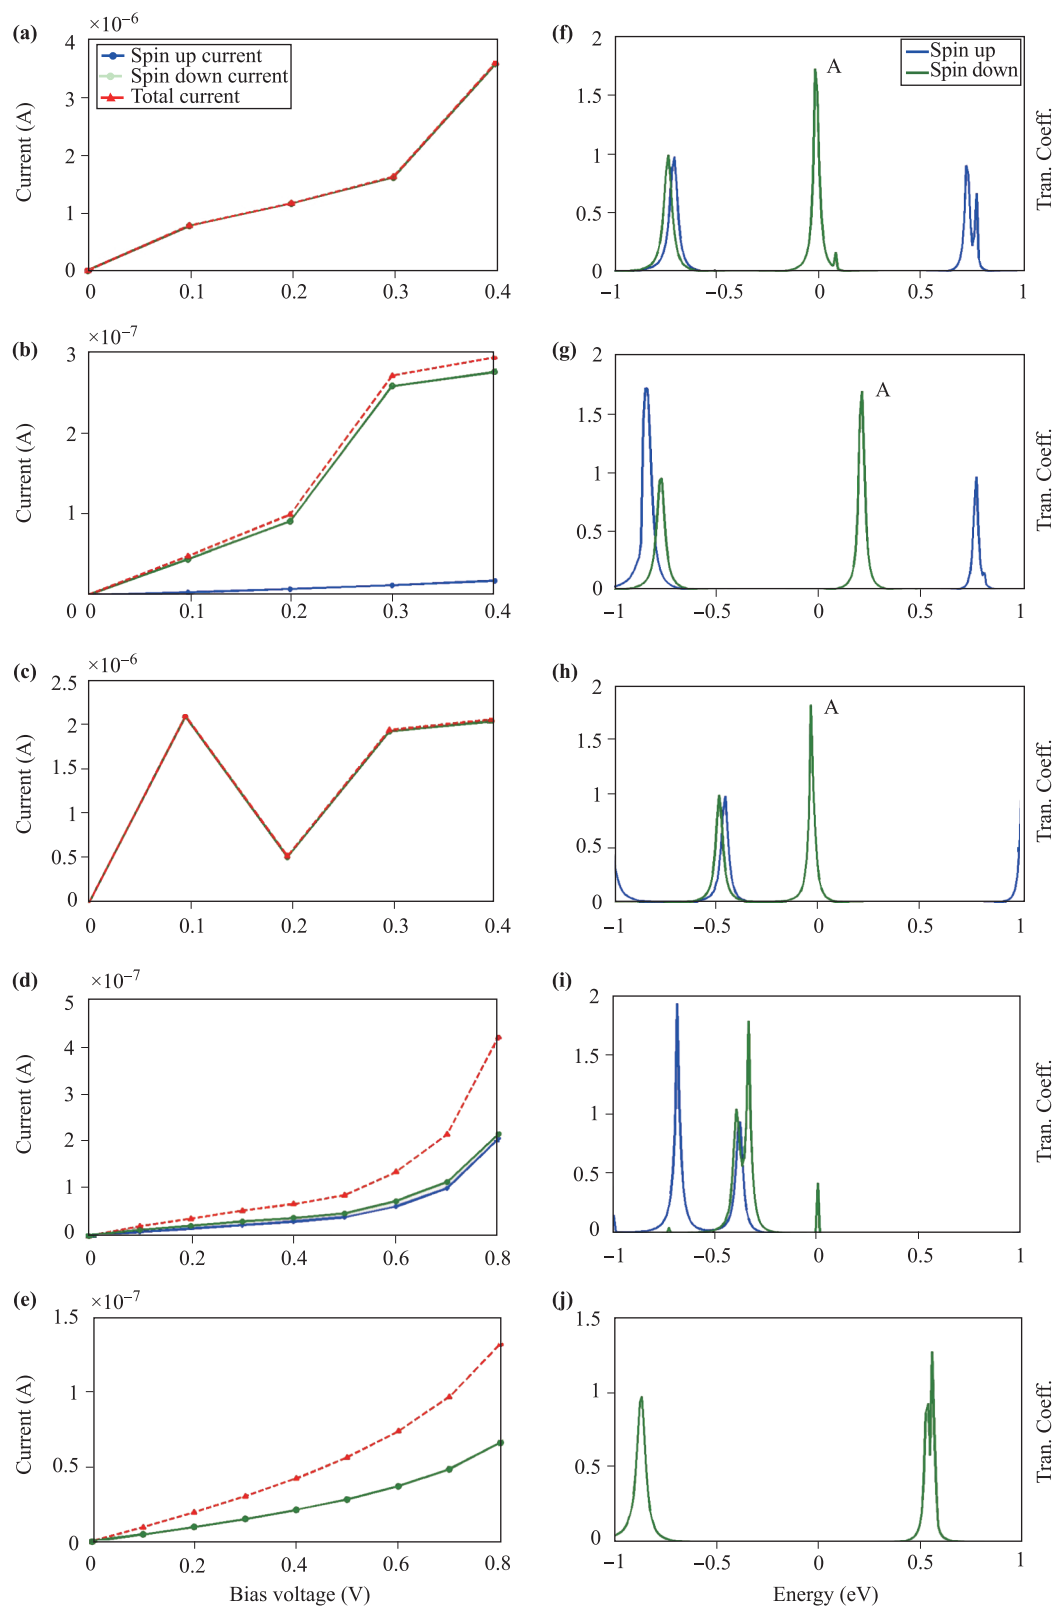 (a)
×10⁻⁶
4
3
2
1
0
Current (A)
Spin up current
Spin down current
Total current
0 0.1 0.2 0.3 0.4
(f)
2
1.5
1
0.5
0
A
Spin up
Spin down
Tran. Coeff.
−1 −0.5 0 0.5 1
(b)
×10⁻⁷
3
2
1
0
Current (A)
0 0.1 0.2 0.3 0.4
(g)
2
1.5
1
0.5
0
A
Tran. Coeff.
−1 −0.5 0 0.5 1
(c)
×10⁻⁶
2.5
2
1.5
1
0.5
0
Current (A)
0 0.1 0.2 0.3 0.4
(h)
2
1.5
1
0.5
0
A
Tran. Coeff.
−1 −0.5 0 0.5 1
(d)
×10⁻⁷
5
4
3
2
1
0
Current (A)
0 0.2 0.4 0.6 0.8
(i)
2
1.5
1
0.5
0
Tran. Coeff.
−1 −0.5 0 0.5 1
(e)
×10⁻⁷
1.5
1
0.5
0
Current (A)
0 0.2 0.4 0.6 0.8
Bias voltage (V)
(j)
1.5
1
0.5
0
Tran. Coeff.
−1 −0.5 0 0.5 1
Energy (eV)